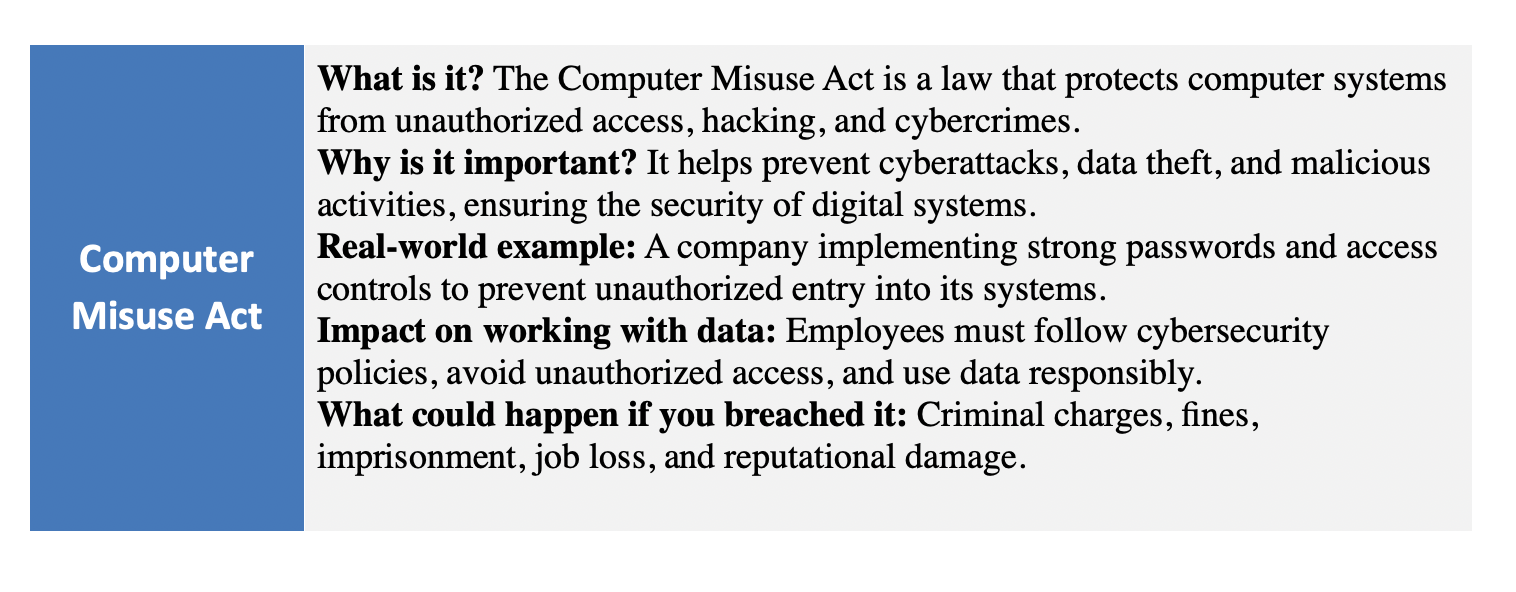 Computer
Misuse Act
What is it? The Computer Misuse Act is a law that protects computer systems
from unauthorized access, hacking, and cybercrimes.
Why is it important? It helps prevent cyberattacks, data theft, and malicious
activities, ensuring the security of digital systems.
Real-world example: A company implementing strong passwords and access
controls to prevent unauthorized entry into its systems.
Impact on working with data: Employees must follow cybersecurity
policies, avoid unauthorized access, and use data responsibly.
What could happen if you breached it: Criminal charges, fines,
imprisonment, job loss, and reputational damage.